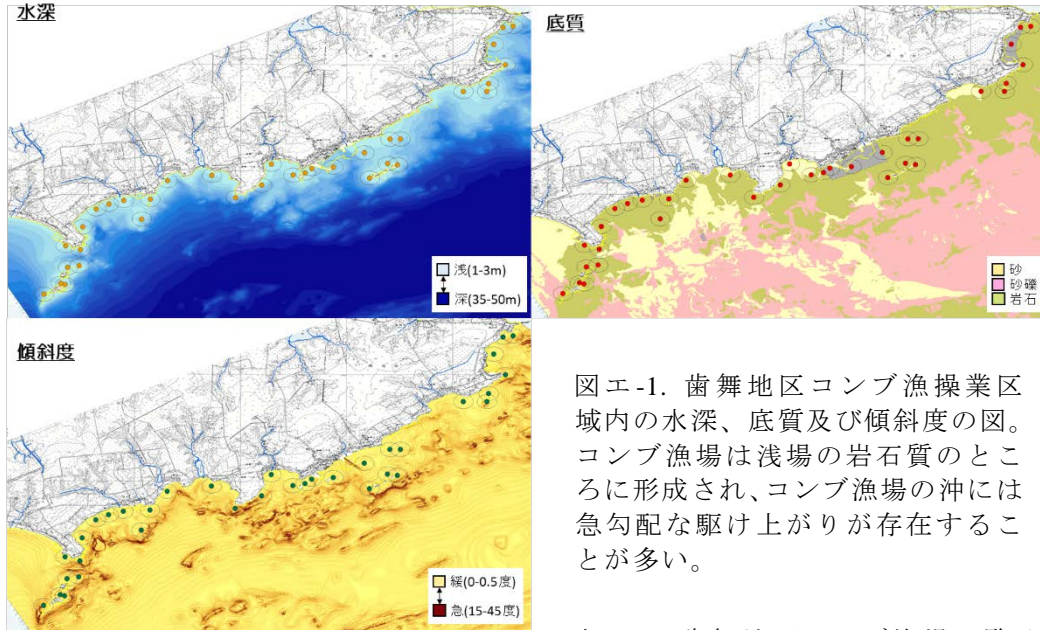 水深
浅(1-3m)
深(35-50m)
底質
砂
砂礫
岩石
傾斜度
緩(0-0.5度)
急(15-45度)
図エ-1. 歯舞地区コンブ漁操業区
域内の水深、底質及び傾斜度の図。
コンブ漁場は浅場の岩石質のとこ
ろに形成され、コンブ漁場の沖には
急勾配な駆け上がりが存在するこ
とが多い。